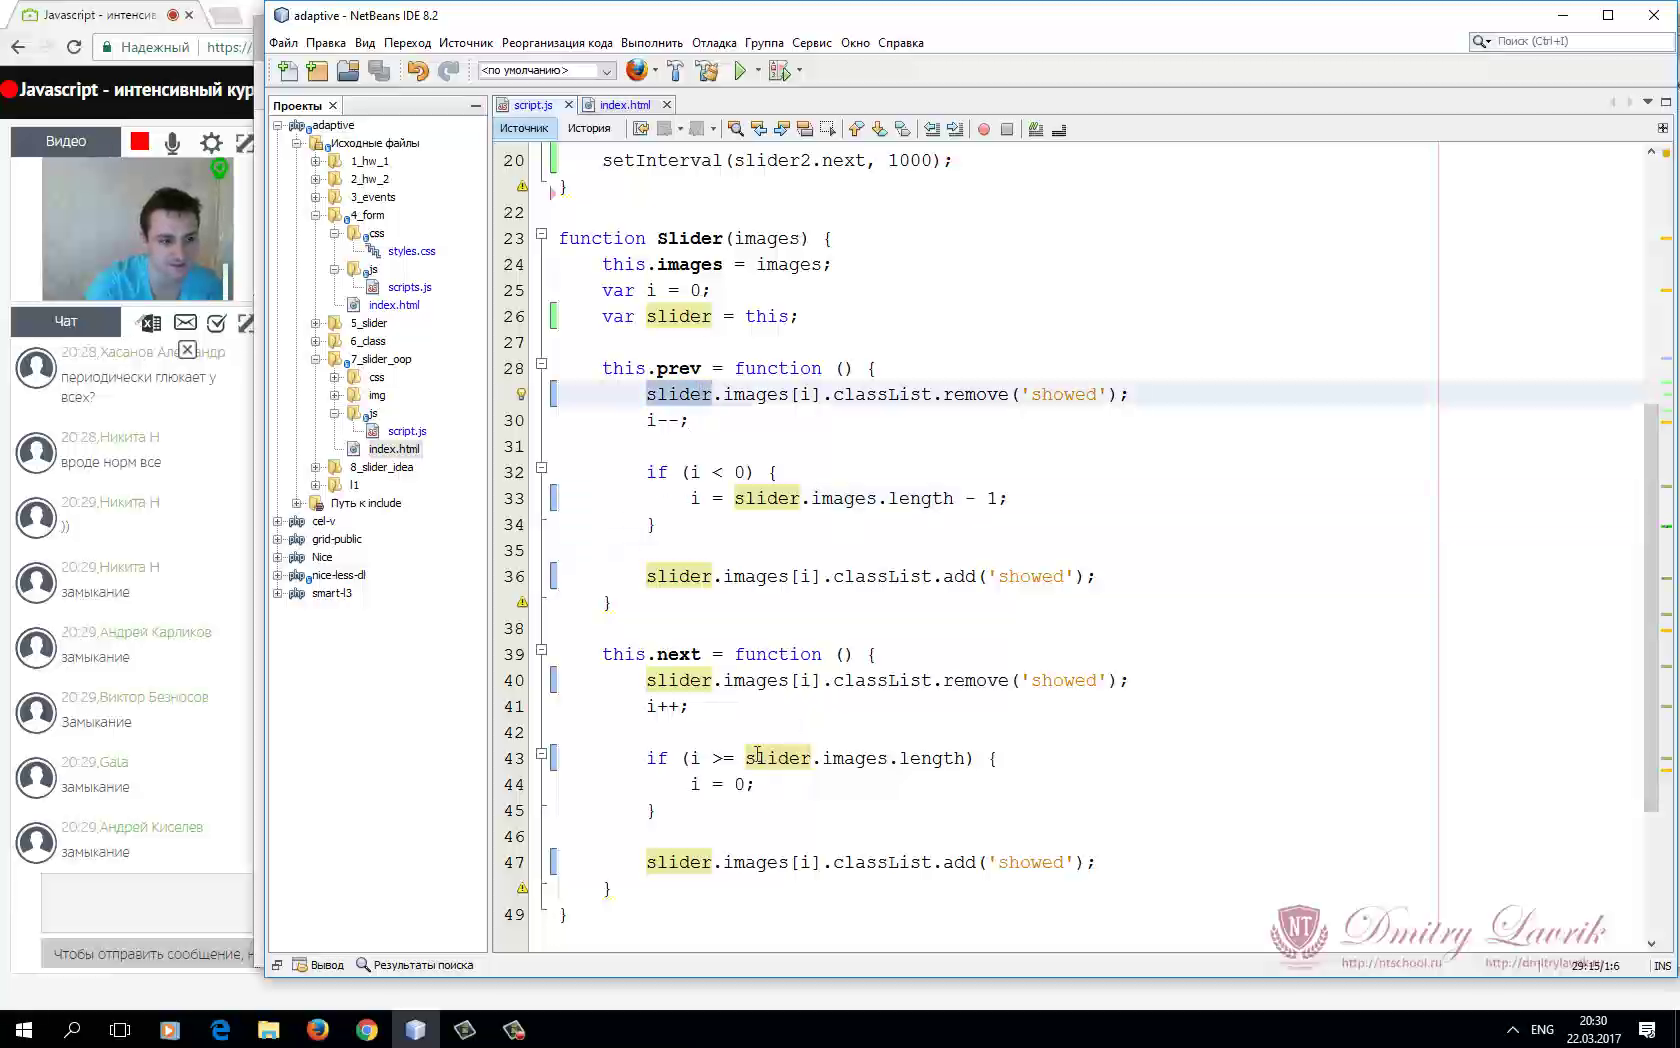 Javascript - интенсив
adaptive - NetBeans IDE 8.2
Надежный
https://
Файл Правка Вид Переход Источник Реорганизация кода Выполнить Отладка Группа Сервис Окно Справка
Поиск (Ctrl+I)
<по умолчанию>
Javascript - интенсивный кур
Видео
Чат
20:28,Хасанов Александр
периодически глюкает у
всех?
20:28,Никита Н
вроде норм все
20:29,Никита Н
))
20:29,Никита Н
замыкание
20:29,Андрей Карликов
замыкание
20:29,Виктор Безносов
Замыкание
20:29,Gala
замыкание
20:29,Андрей Киселев
замыкание
Чтобы отправить сообщение, н
Проекты
adaptive
Исходные файлы
1_hw_1
2_hw_2
3_events
4_form
css
styles.css
js
scripts.js
index.html
5_slider
6_class
7_slider_oop
css
img
js
script.js
index.html
8_slider_idea
l1
Путь к include
cel-v
grid-public
Nice
nice-less-dl
smart-l3
script.js
index.html
Источник
История
20 setInterval(slider2.next, 1000);
}
22
23 function Slider(images) {
24 this.images = images;
25 var i = 0;
26 var slider = this;
27
28 this.prev = function () {
slider.images[i].classList.remove('showed');
30 i--;
31
32 if (i < 0) {
33 i = slider.images.length - 1;
34 }
35
36 slider.images[i].classList.add('showed');
}
38
39 this.next = function () {
40 slider.images[i].classList.remove('showed');
41 i++;
42
43 if (i >= slider.images.length) {
44 i = 0;
45 }
46
47 slider.images[i].classList.add('showed');
}
49 }
NT
Dmitry Lavrik
http://ntschool.ru
Вывод
Результаты поиска
29:15/1:6
INS
ENG
20:30
22.03.2017